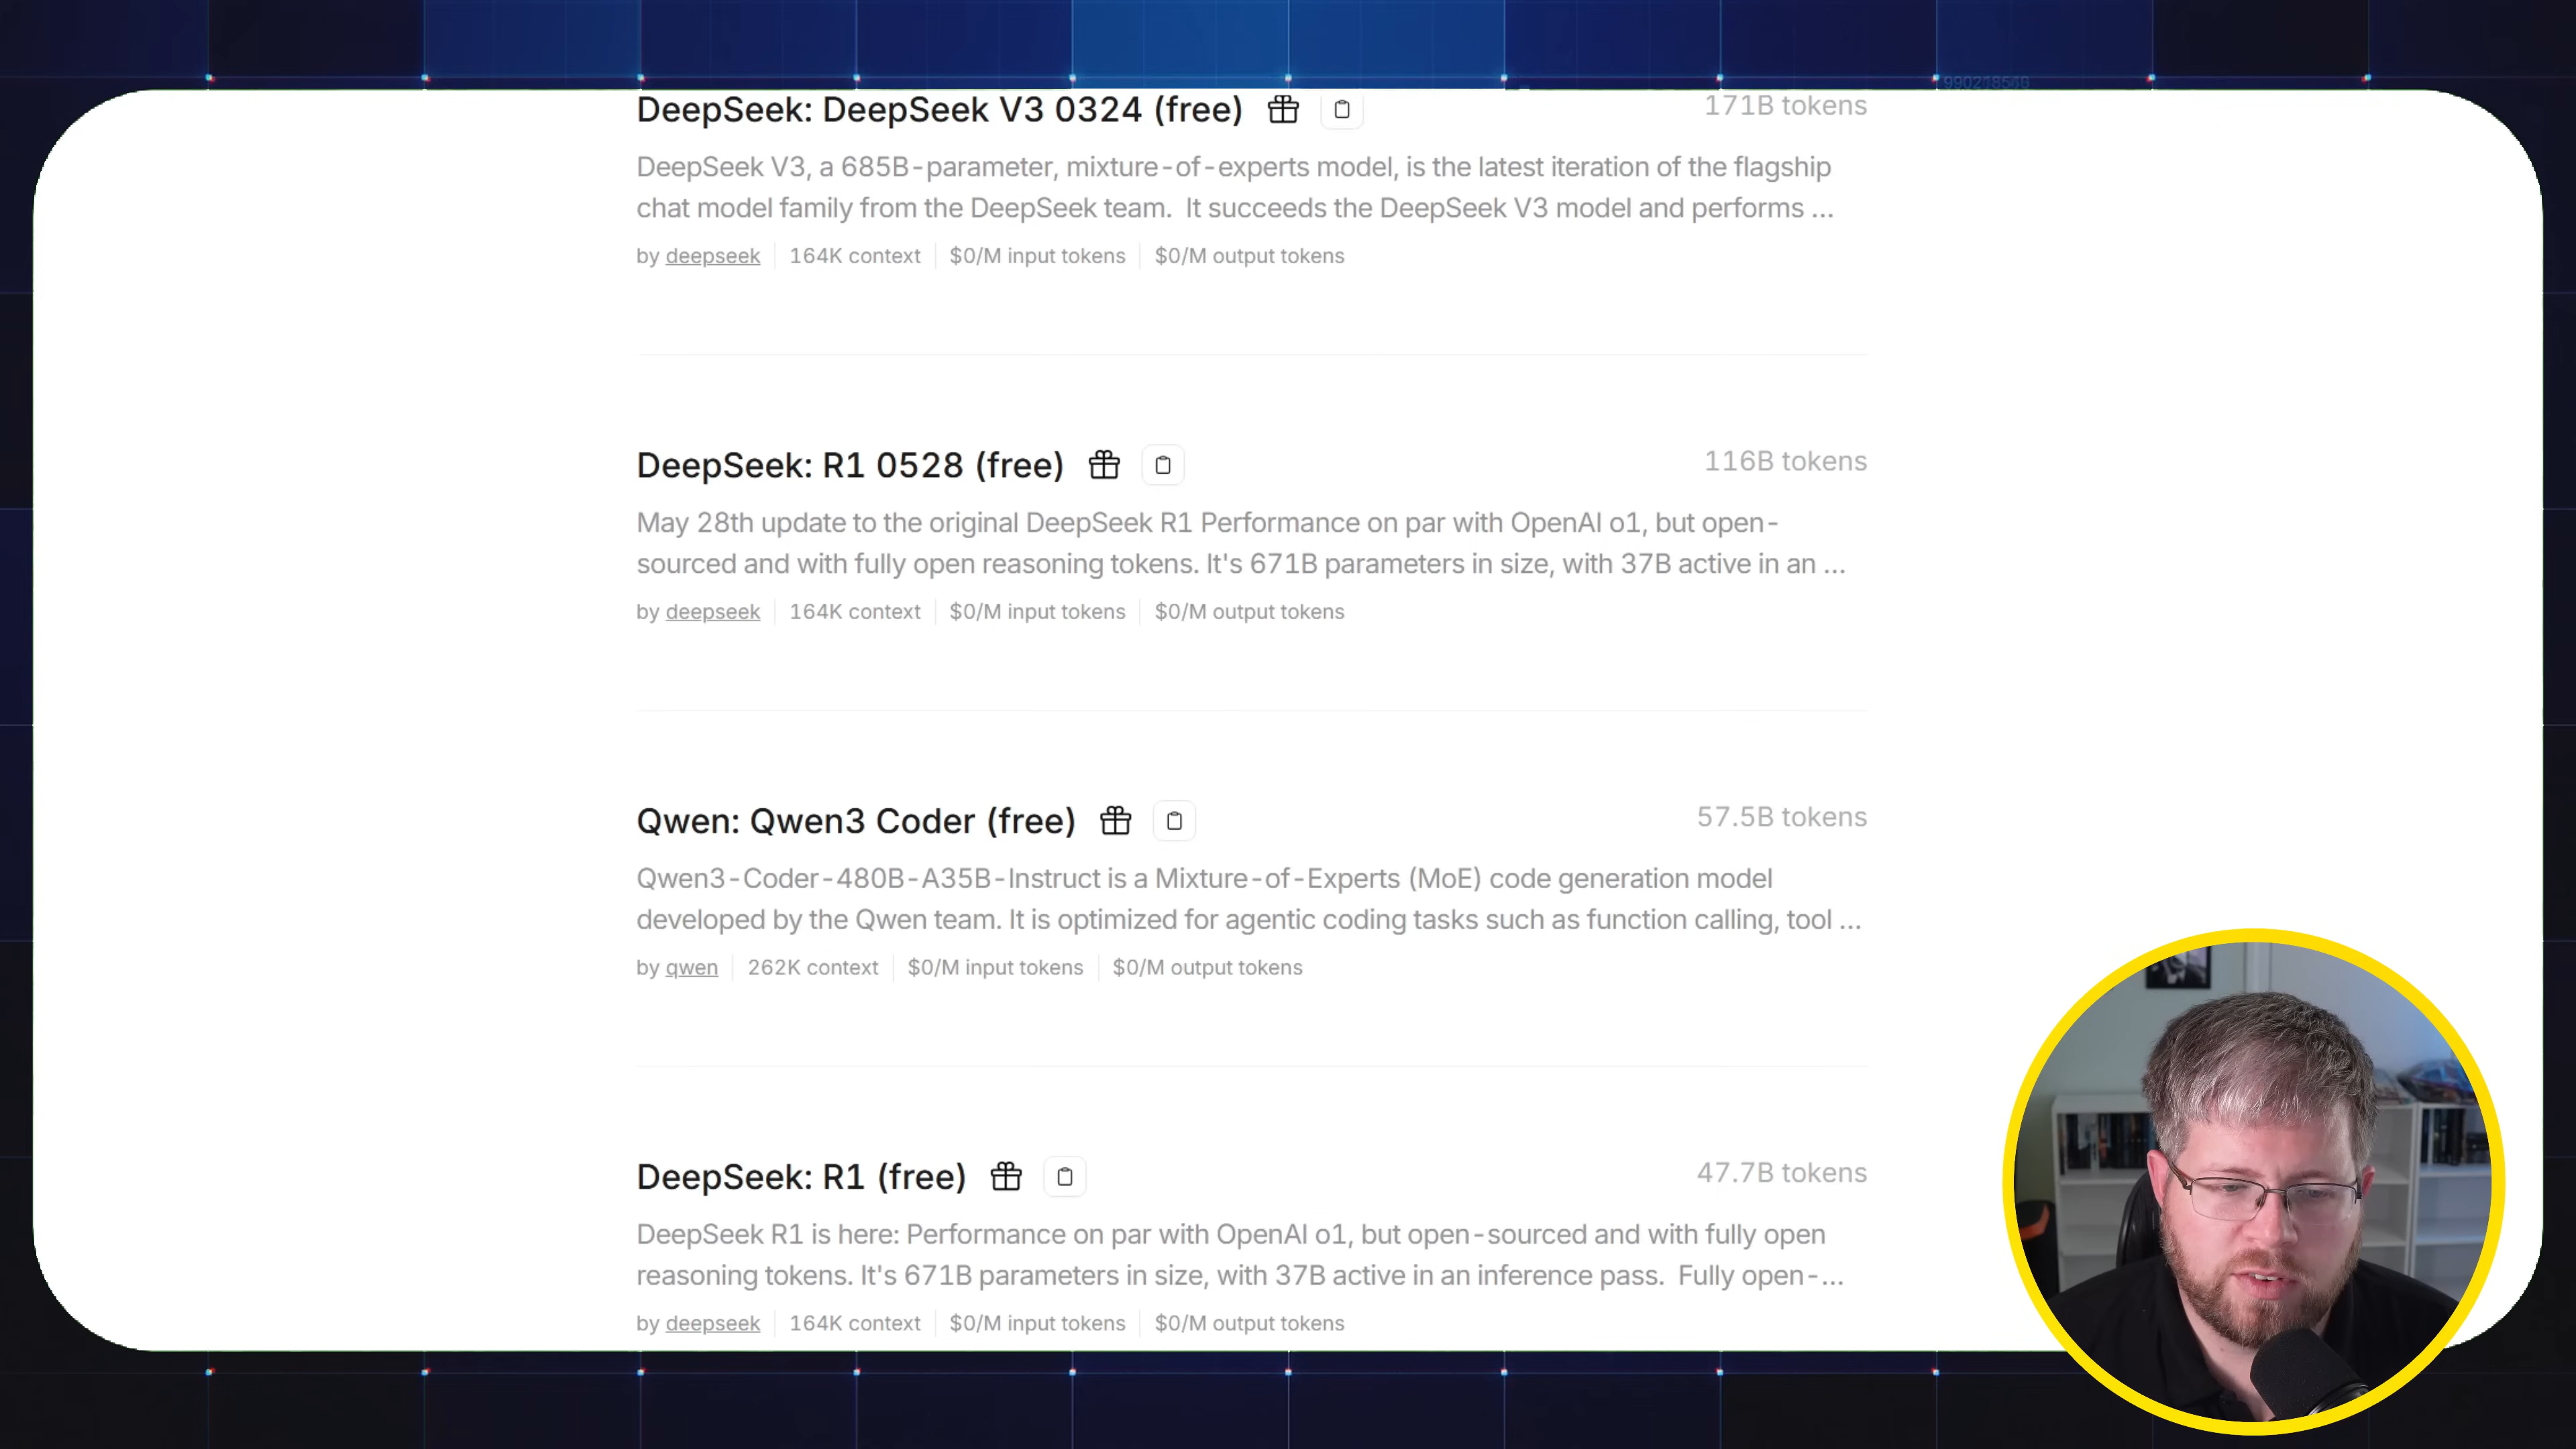 990218569
DeepSeek: DeepSeek V3 0324 (free)
171B tokens
DeepSeek V3, a 685B-parameter, mixture-of-experts model, is the latest iteration of the flagship
chat model family from the DeepSeek team. It succeeds the DeepSeek V3 model and performs ...
by deepseek 164K context $0/M input tokens $0/M output tokens
DeepSeek: R1 0528 (free)
116B tokens
May 28th update to the original DeepSeek R1 Performance on par with OpenAI o1, but open-
sourced and with fully open reasoning tokens. It's 671B parameters in size, with 37B active in an ...
by deepseek 164K context $0/M input tokens $0/M output tokens
Qwen: Qwen3 Coder (free)
57.5B tokens
Qwen3-Coder-480B-A35B-Instruct is a Mixture-of-Experts (MoE) code generation model
developed by the Qwen team. It is optimized for agentic coding tasks such as function calling, tool ...
by qwen 262K context $0/M input tokens $0/M output tokens
DeepSeek: R1 (free)
47.7B tokens
DeepSeek R1 is here: Performance on par with OpenAI o1, but open-sourced and with fully open
reasoning tokens. It's 671B parameters in size, with 37B active in an inference pass. Fully open-...
by deepseek 164K context $0/M input tokens $0/M output tokens